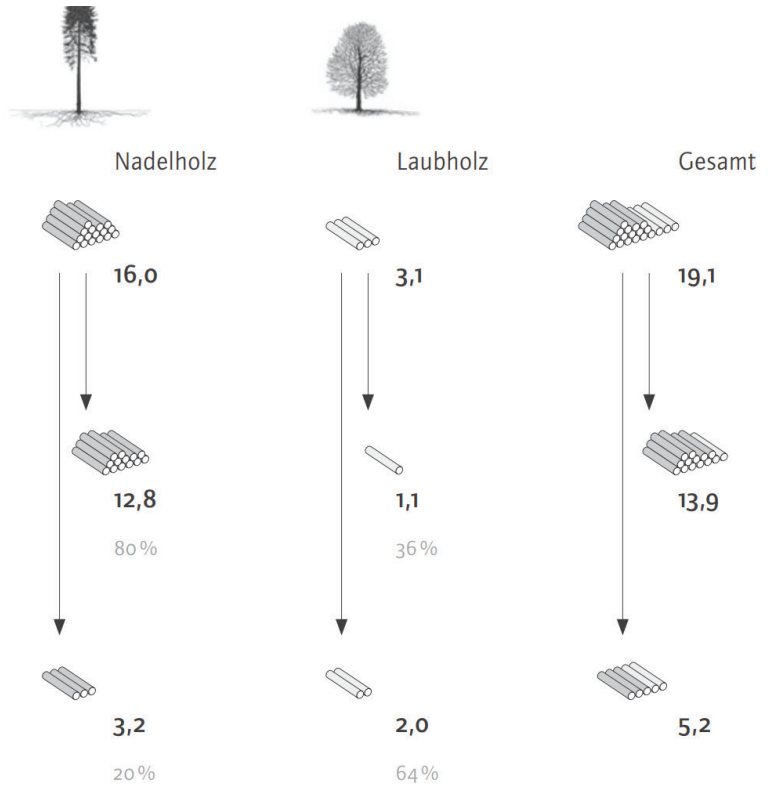 Nadelholz Laubholz Gesamt
16,0 3,1 19,1
12,8 1,1 13,9
80 % 36 %
3,2 2,0 5,2
20 % 64 %